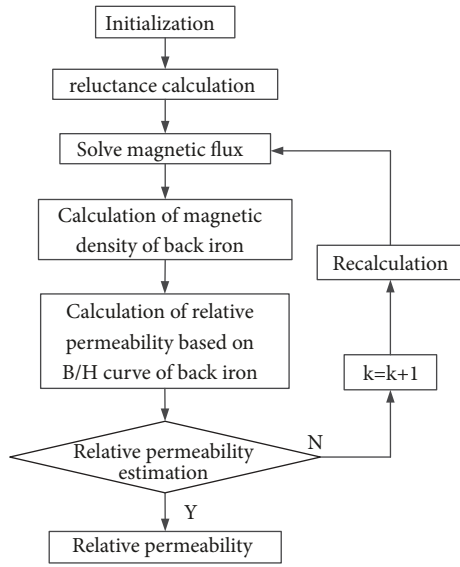 Initialization
reluctance calculation
Solve magnetic flux
Calculation of magnetic
density of back iron
Recalculation
Calculation of relative
permeability based on
B/H curve of back iron
k=k+1
N
Relative permeability
estimation
Y
Relative permeability